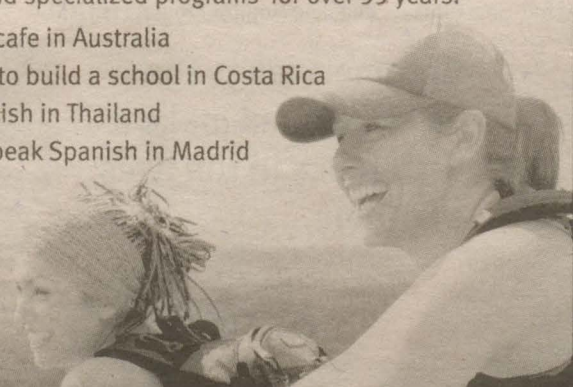 specialized programs for over 35 years.
cafe in Australia
to build a school in Costa Rica
ish in Thailand
peak Spanish in Madrid